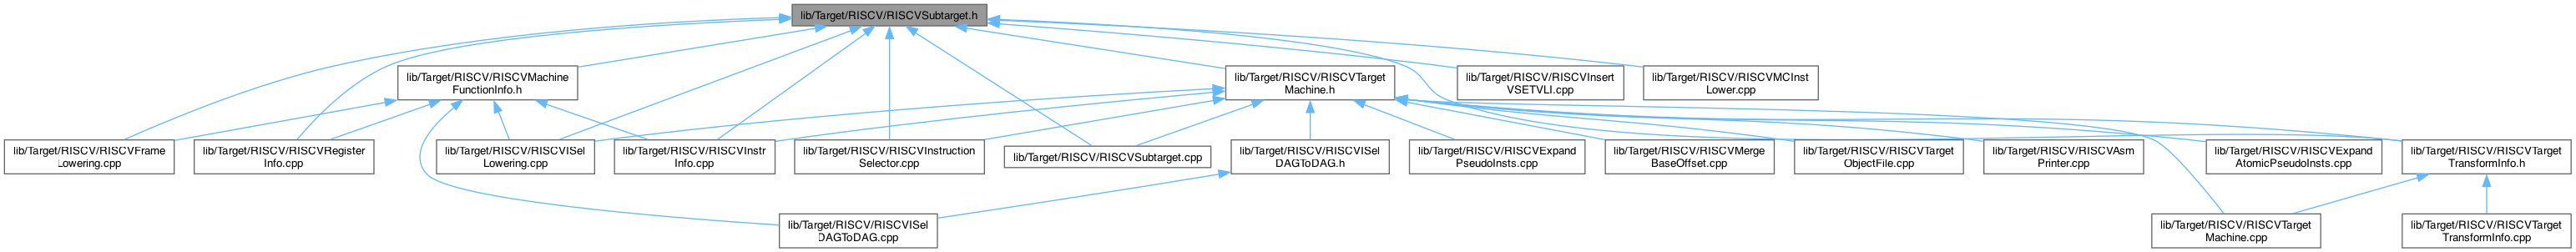 lib/Target/RISCV/RISCVSubtarget.h
lib/Target/RISCV/RISCVMachine
FunctionInfo.h
lib/Target/RISCV/RISCVTarget
Machine.h
lib/Target/RISCV/RISCVInsert
VSETVLI.cpp
lib/Target/RISCV/RISCVMCInst
Lower.cpp
lib/Target/RISCV/RISCVFrame
Lowering.cpp
lib/Target/RISCV/RISCVRegister
Info.cpp
lib/Target/RISCV/RISCVISel
Lowering.cpp
lib/Target/RISCV/RISCVInstr
Info.cpp
lib/Target/RISCV/RISCVInstruction
Selector.cpp
lib/Target/RISCV/RISCVSubtarget.cpp
lib/Target/RISCV/RISCVISel
DAGToDAG.h
lib/Target/RISCV/RISCVExpand
PseudoInsts.cpp
lib/Target/RISCV/RISCVMerge
BaseOffset.cpp
lib/Target/RISCV/RISCVTarget
ObjectFile.cpp
lib/Target/RISCV/RISCVAsm
Printer.cpp
lib/Target/RISCV/RISCVExpand
AtomicPseudoInsts.cpp
lib/Target/RISCV/RISCVTarget
TransformInfo.h
lib/Target/RISCV/RISCVISel
DAGToDAG.cpp
lib/Target/RISCV/RISCVTarget
Machine.cpp
lib/Target/RISCV/RISCVTarget
TransformInfo.cpp